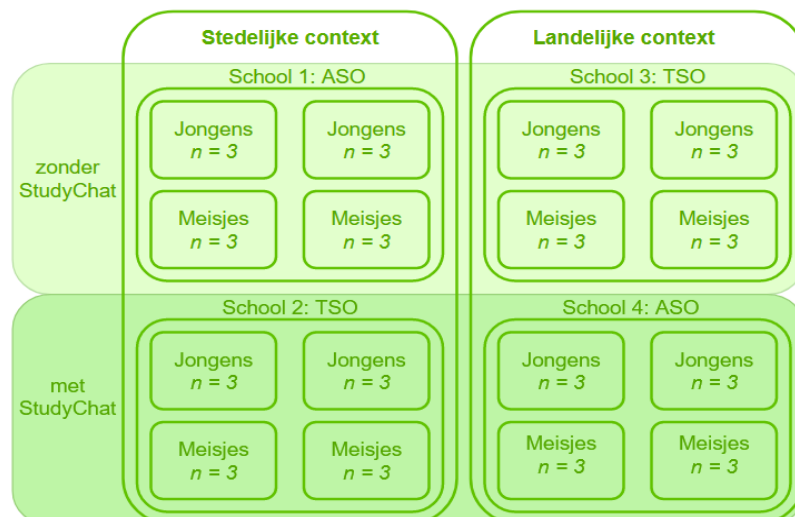 Stedelijke context
Landelijke context
School 1: ASO
School 3: TSO
zonder
StudyChat
Jongens
n = 3
Jongens
n = 3
Jongens
n = 3
Jongens
n = 3
Meisjes
n = 3
Meisjes
n = 3
Meisjes
n = 3
Meisjes
n = 3
School 2: TSO
School 4: ASO
met
StudyChat
Jongens
n = 3
Jongens
n = 3
Jongens
n = 3
Jongens
n = 3
Meisjes
n = 3
Meisjes
n = 3
Meisjes
n = 3
Meisjes
n = 3